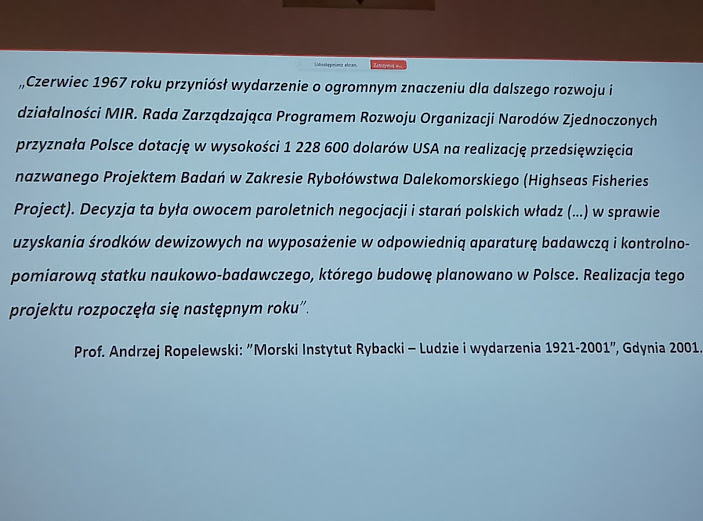 Udostępniasz ekran.
„Czerwiec 1967 roku przyniósł wydarzenie o ogromnym znaczeniu dla dalszego rozwoju i
działalności MIR. Rada Zarządzająca Programem Rozwoju Organizacji Narodów Zjednoczonych
przyznała Polsce dotację w wysokości 1 228 600 dolarów USA na realizację przedsięwzięcia
nazwanego Projektem Badań w Zakresie Rybołówstwa Dalekomorskiego (Highseas Fisheries
Project). Decyzja ta była owocem paroletnich negocjacji i starań polskich władz (...) w sprawie
uzyskania środków dewizowych na wyposażenie w odpowiednią aparaturę badawczą i kontrolno-
pomiarową statku naukowo-badawczego, którego budowę planowano w Polsce. Realizacja tego
projektu rozpoczęła się następnym roku”.
Prof. Andrzej Ropelewski: ”Morski Instytut Rybacki – Ludzie i wydarzenia 1921-2001”, Gdynia 2001.